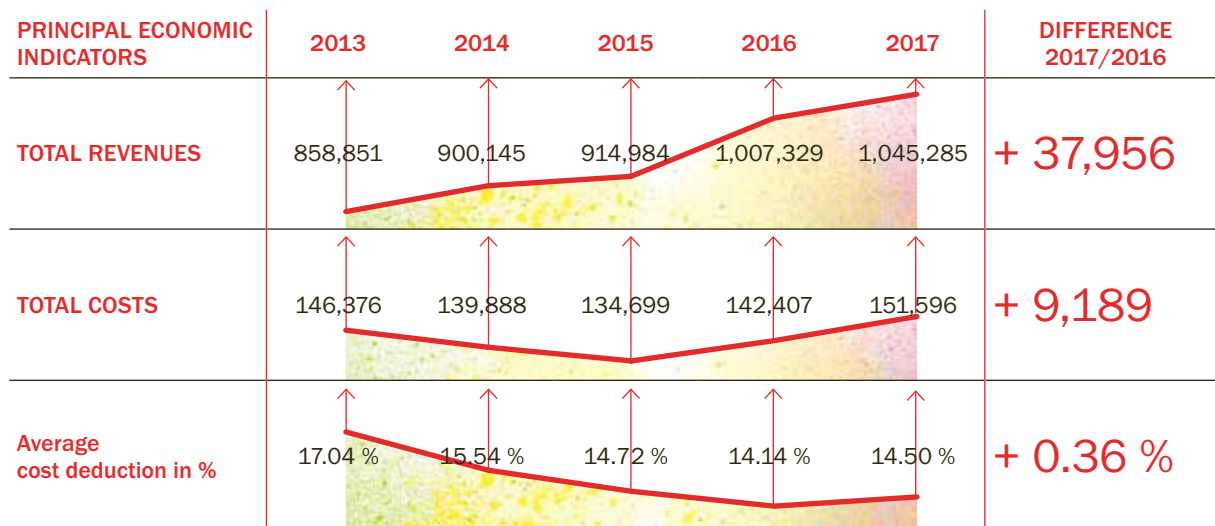 PRINCIPAL ECONOMIC
INDICATORS
2013
2014
2015
2016
2017
DIFFERENCE
2017/2016
TOTAL REVENUES
858,851
900,145
914,984
1,007,329
1,045,285
+ 37,956
TOTAL COSTS
146,376
139,888
134,699
142,407
151,596
+ 9,189
Average
cost deduction in %
17.04 %
15.54 %
14.72 %
14.14 %
14.50 %
+ 0.36 %